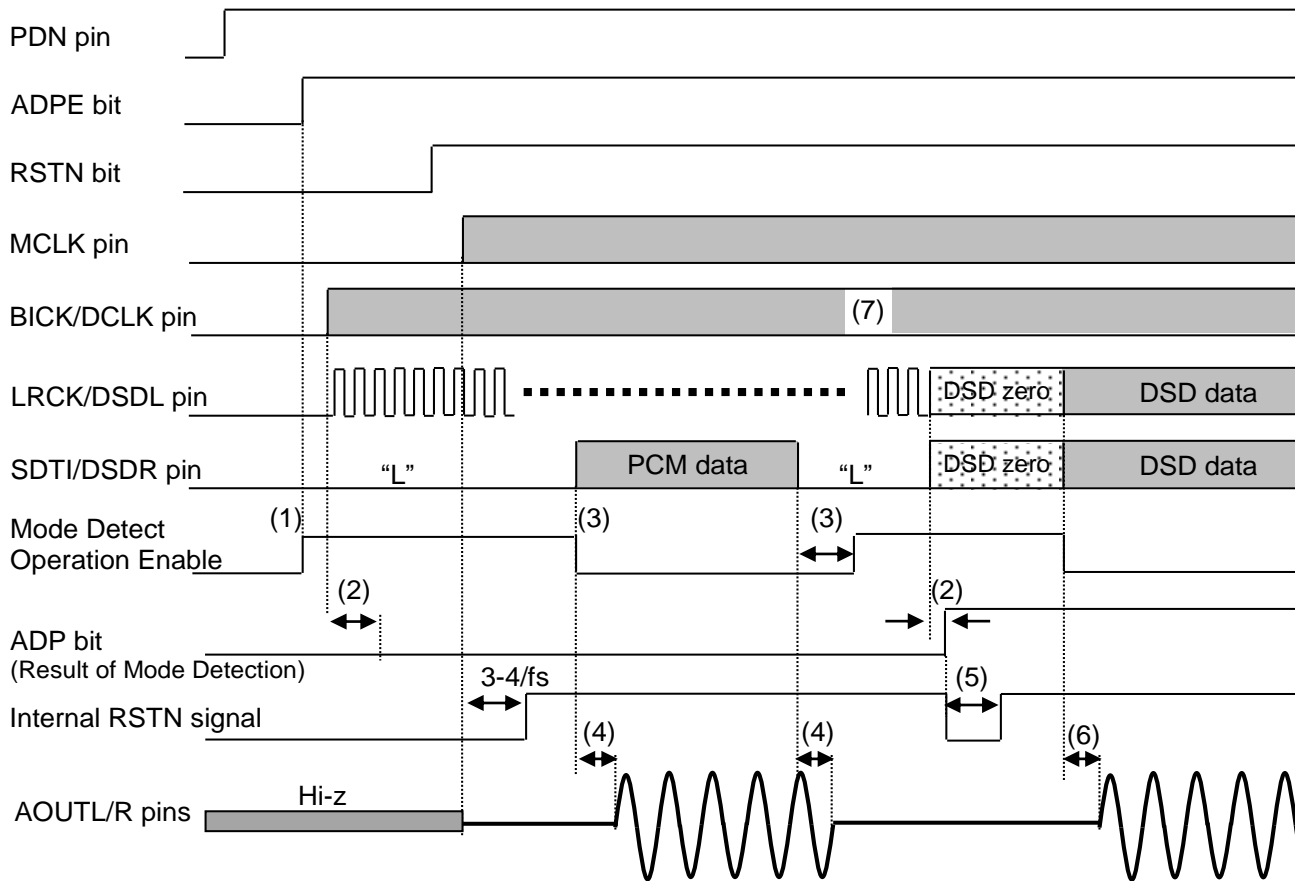 PDN pin
ADPE bit
RSTN bit
MCLK pin
BICK/DCLK pin
(7)
LRCK/DSDL pin
DSD zero
DSD data
SDTI/DSDR pin
“L”
PCM data
“L”
DSD zero
DSD data
Mode Detect
Operation Enable
(1)
(3)
(3)
(2)
(2)
ADP bit
(Result of Mode Detection)
3-4/fs
(5)
Internal RSTN signal
(4)
(4)
(6)
Hi-z
AOUTL/R pins